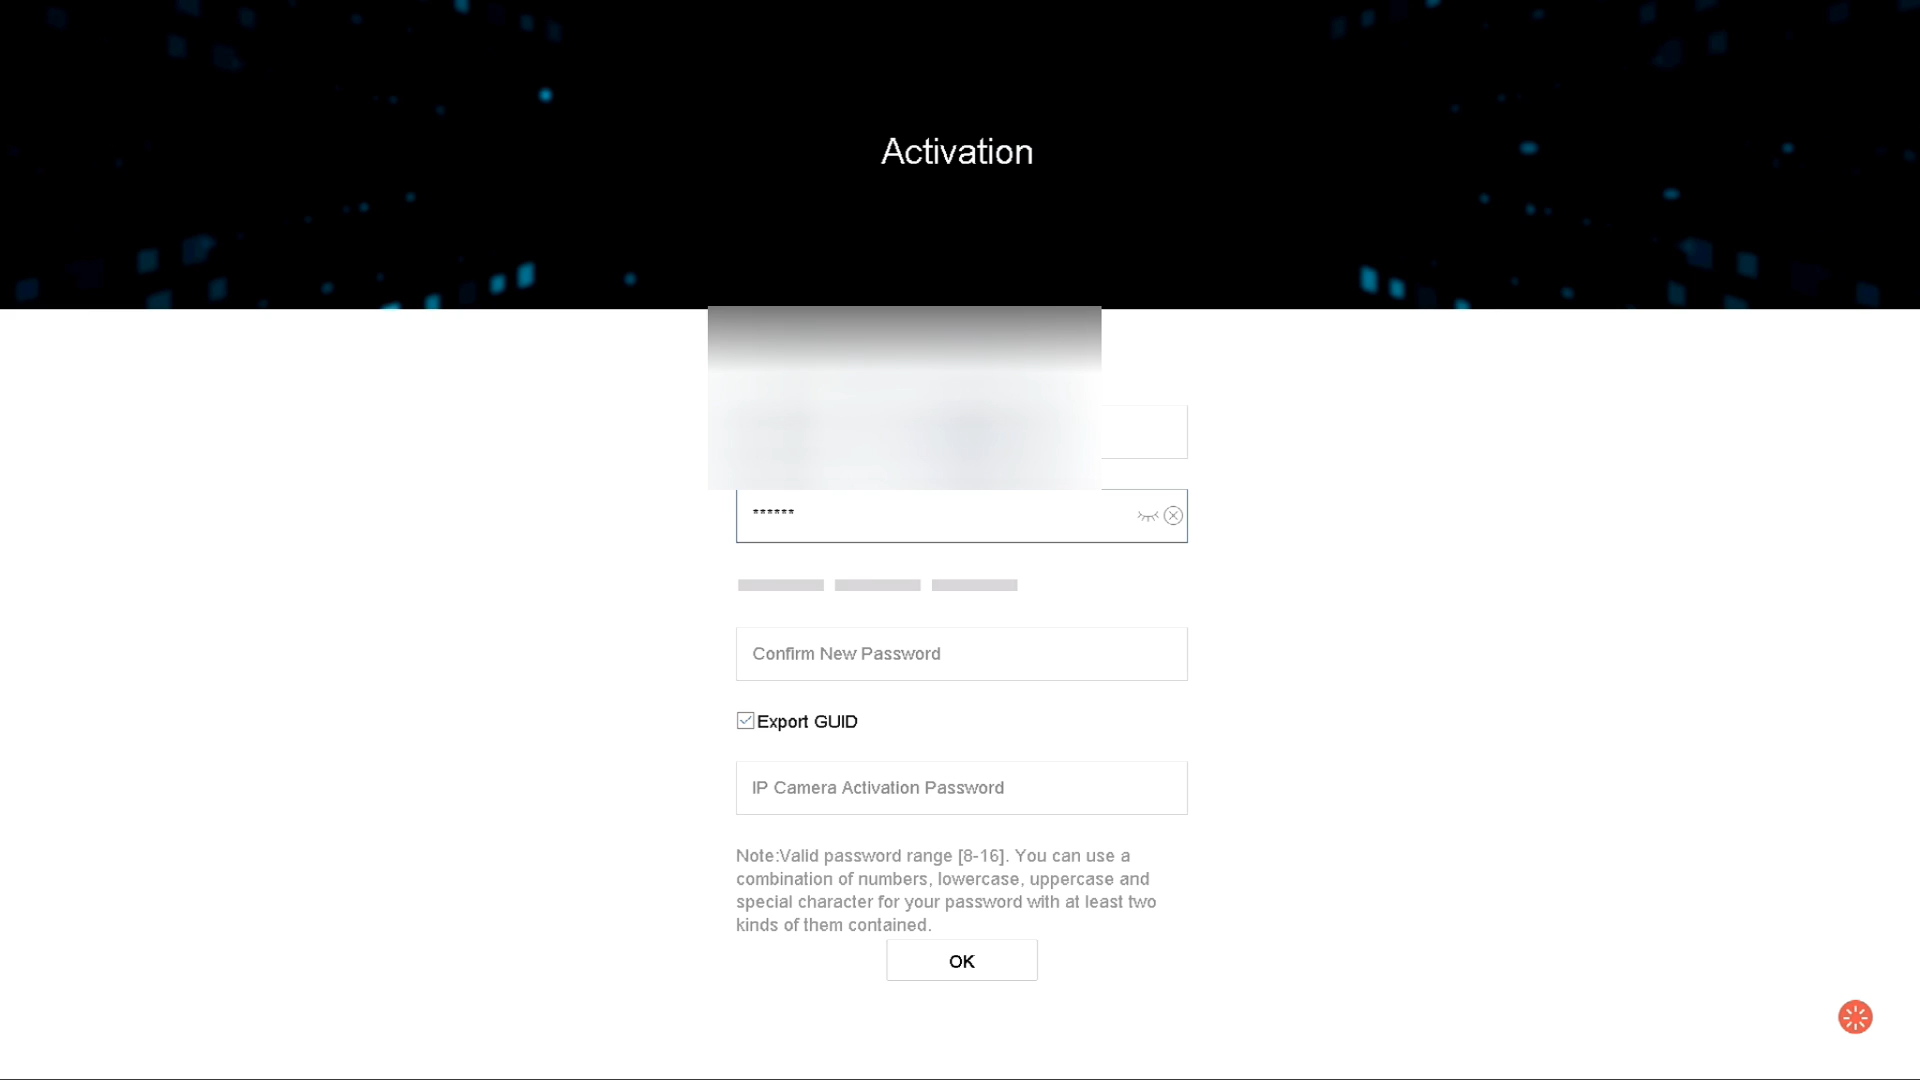 Activation
******
Confirm New Password
Export GUID
IP Camera Activation Password
Note:Valid password range [8-16]. You can use a
combination of numbers, lowercase, uppercase and
special character for your password with at least two
kinds of them contained.
OK